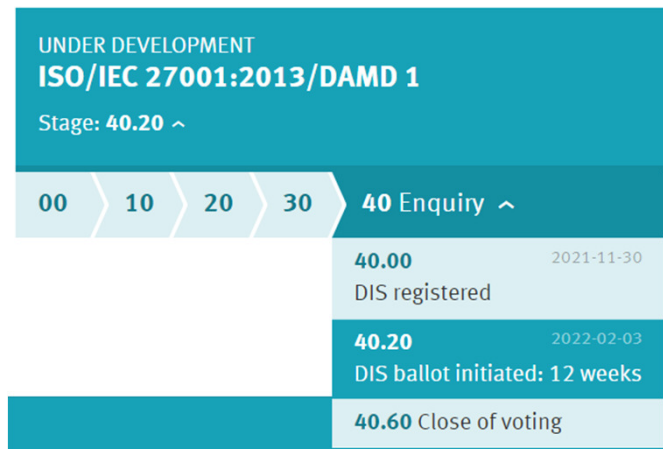 UNDER DEVELOPMENT
ISO/IEC 27001:2013/DAMD 1
Stage: 40.20
00 10 20 30 40 Enquiry
40.00 2021-11-30
DIS registered
40.20 2022-02-03
DIS ballot initiated: 12 weeks
40.60 Close of voting